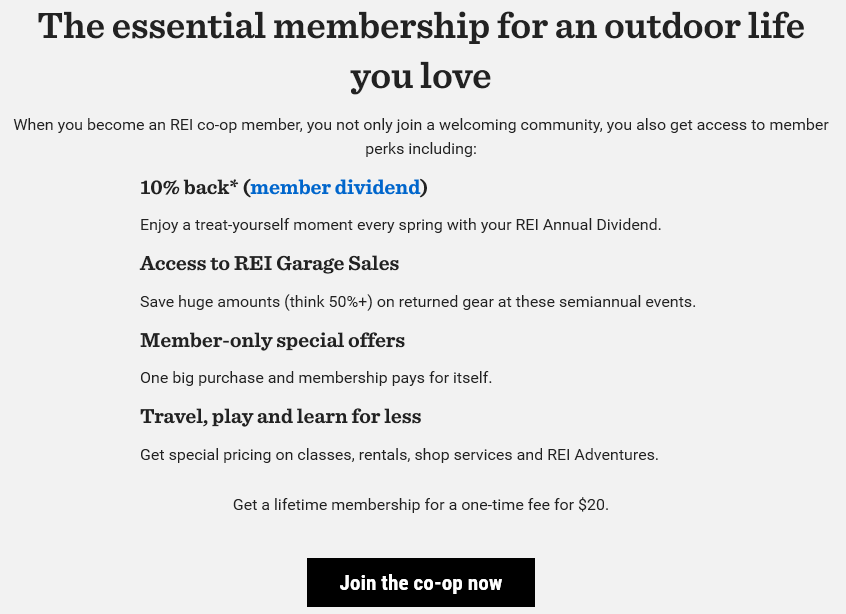 The essential membership for an outdoor life
you love
When you become an REI co-op member, you not only join a welcoming community, you also get access to member
perks including:
10% back* (member dividend)
Enjoy a treat-yourself moment every spring with your REI Annual Dividend.
Access to REI Garage Sales
Save huge amounts (think 50%+) on returned gear at these semiannual events.
Member-only special offers
One big purchase and membership pays for itself.
Travel, play and learn for less
Get special pricing on classes, rentals, shop services and REI Adventures.
Get a lifetime membership for a one-time fee for $20.
Join the co-op now